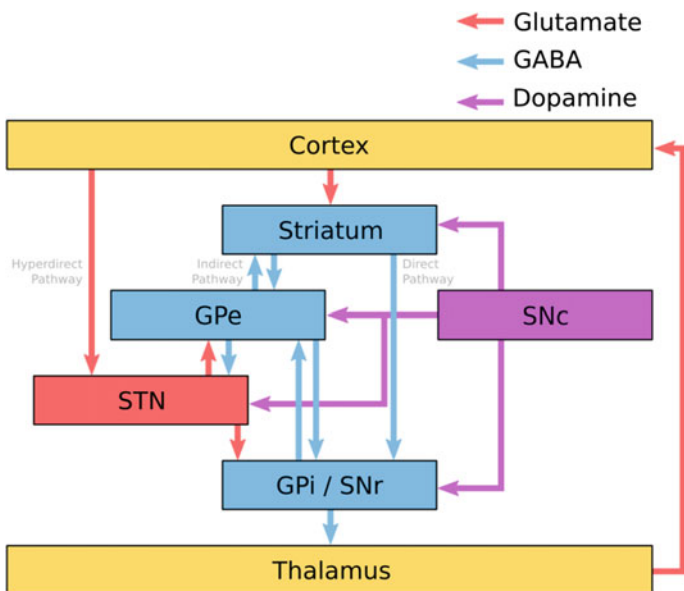 Glutamate
GABA
Dopamine
Cortex
Striatum
Hyperdirect
Pathway
Indirect
Pathway
Direct
Pathway
GPe
SNc
STN
GPi / SNr
Thalamus